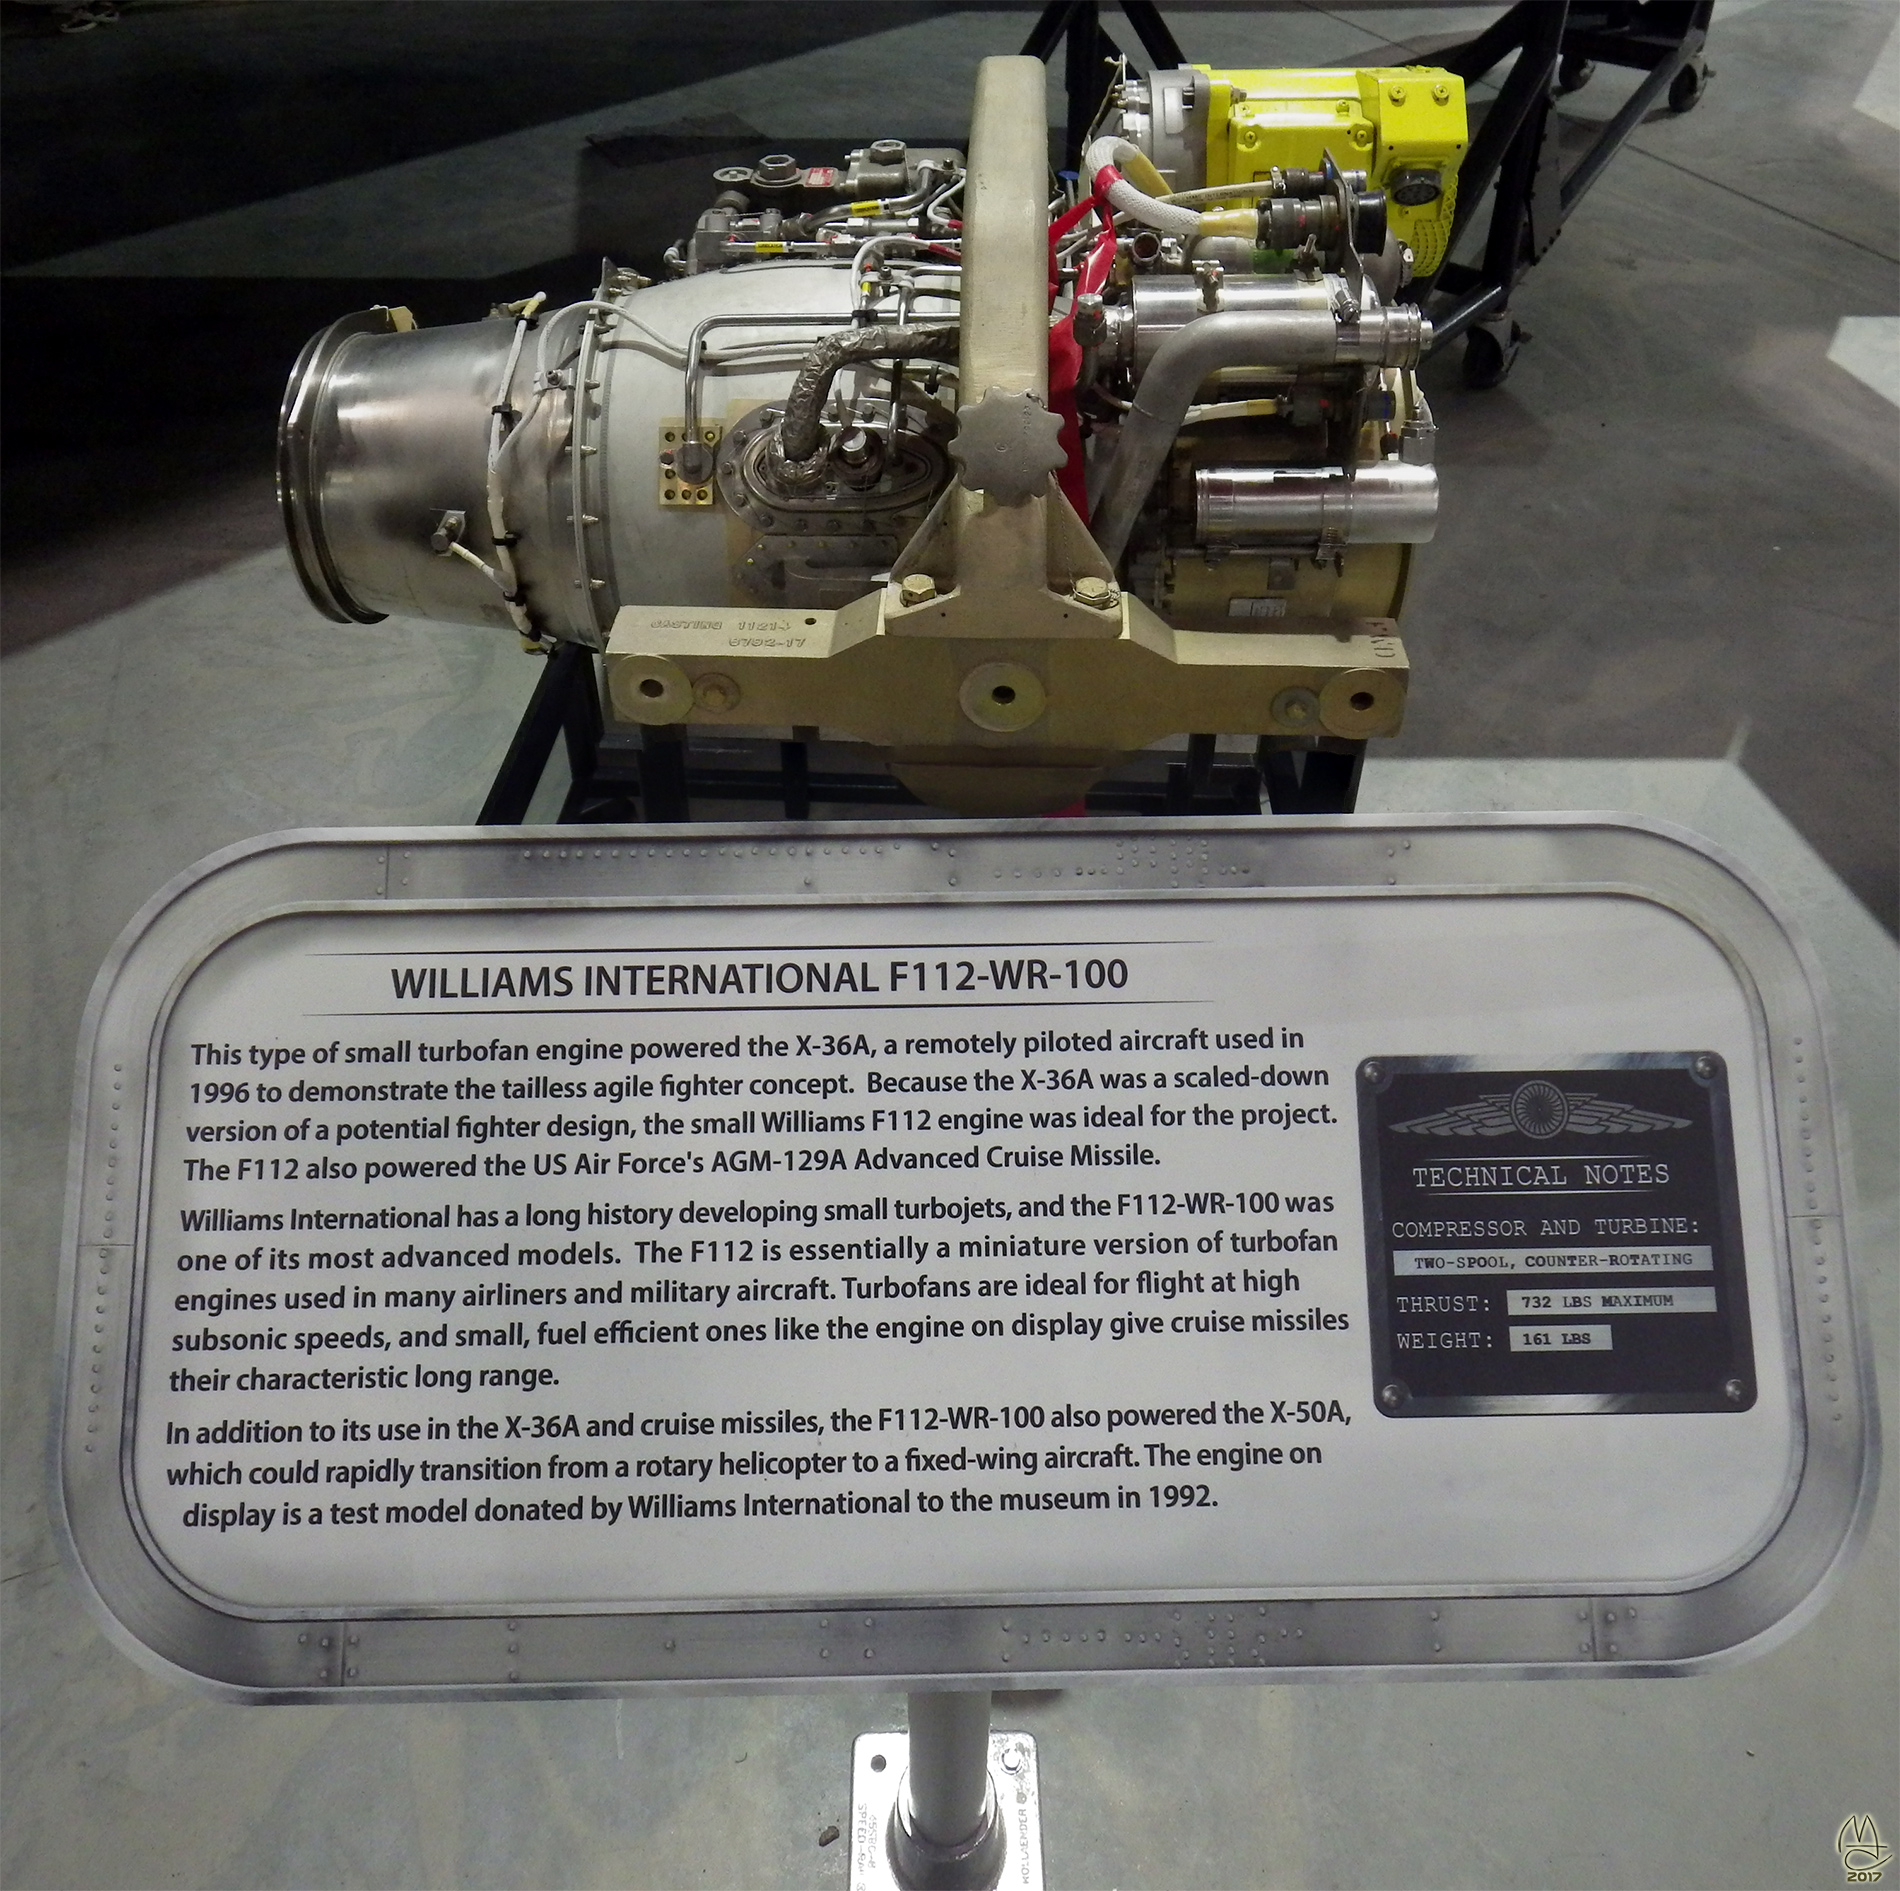 CASTING 11214
6792-17
WILLIAMS INTERNATIONAL F112-WR-100
This type of small turbofan engine powered the X-36A, a remotely piloted aircraft used in
1996 to demonstrate the tailless agile fighter concept.  Because the X-36A was a scaled-down
version of a potential fighter design, the small Williams F112 engine was ideal for the project.
The F112 also powered the US Air Force's AGM-129A Advanced Cruise Missile.
Williams International has a long history developing small turbojets, and the F112-WR-100 was
one of its most advanced models.  The F112 is essentially a miniature version of turbofan
engines used in many airliners and military aircraft. Turbofans are ideal for flight at high
subsonic speeds, and small, fuel efficient ones like the engine on display give cruise missiles
their characteristic long range.
In addition to its use in the X-36A and cruise missiles, the F112-WR-100 also powered the X-50A,
which could rapidly transition from a rotary helicopter to a fixed-wing aircraft. The engine on
display is a test model donated by Williams International to the museum in 1992.
TECHNICAL NOTES
COMPRESSOR AND TURBINE:
TWO-SPOOL, COUNTER-ROTATING
THRUST: 732 LBS MAXIMUM
WEIGHT: 161 LBS
HOLLAENDER
2017